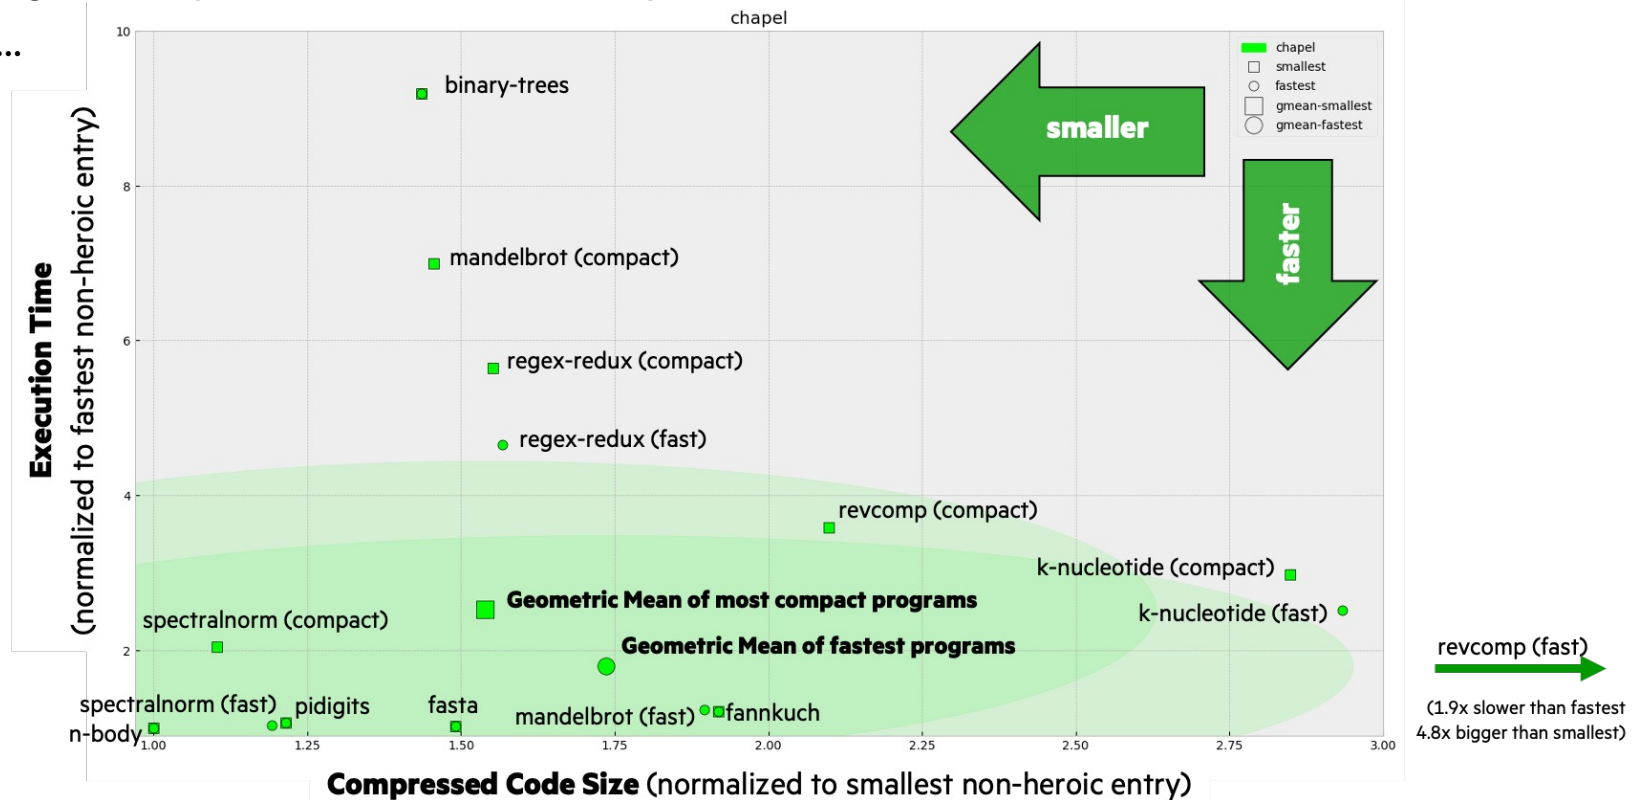 ...
chapel
10
8
6
4
2
Execution Time
(normalized to fastest non-heroic entry)
chapel
smallest
fastest
gmean-smallest
gmean-fastest
smaller
faster
binary-trees
mandelbrot (compact)
regex-redux (compact)
regex-redux (fast)
revcomp (compact)
k-nucleotide (compact)
k-nucleotide (fast)
Geometric Mean of most compact programs
spectralnorm (compact)
Geometric Mean of fastest programs
revcomp (fast)
(1.9x slower than fastest
4.8x bigger than smallest)
spectralnorm (fast)
pidigits
fasta
mandelbrot (fast)
fannkuch
n-body
1.00
1.25
1.50
1.75
2.00
2.25
2.50
2.75
3.00
Compressed Code Size (normalized to smallest non-heroic entry)